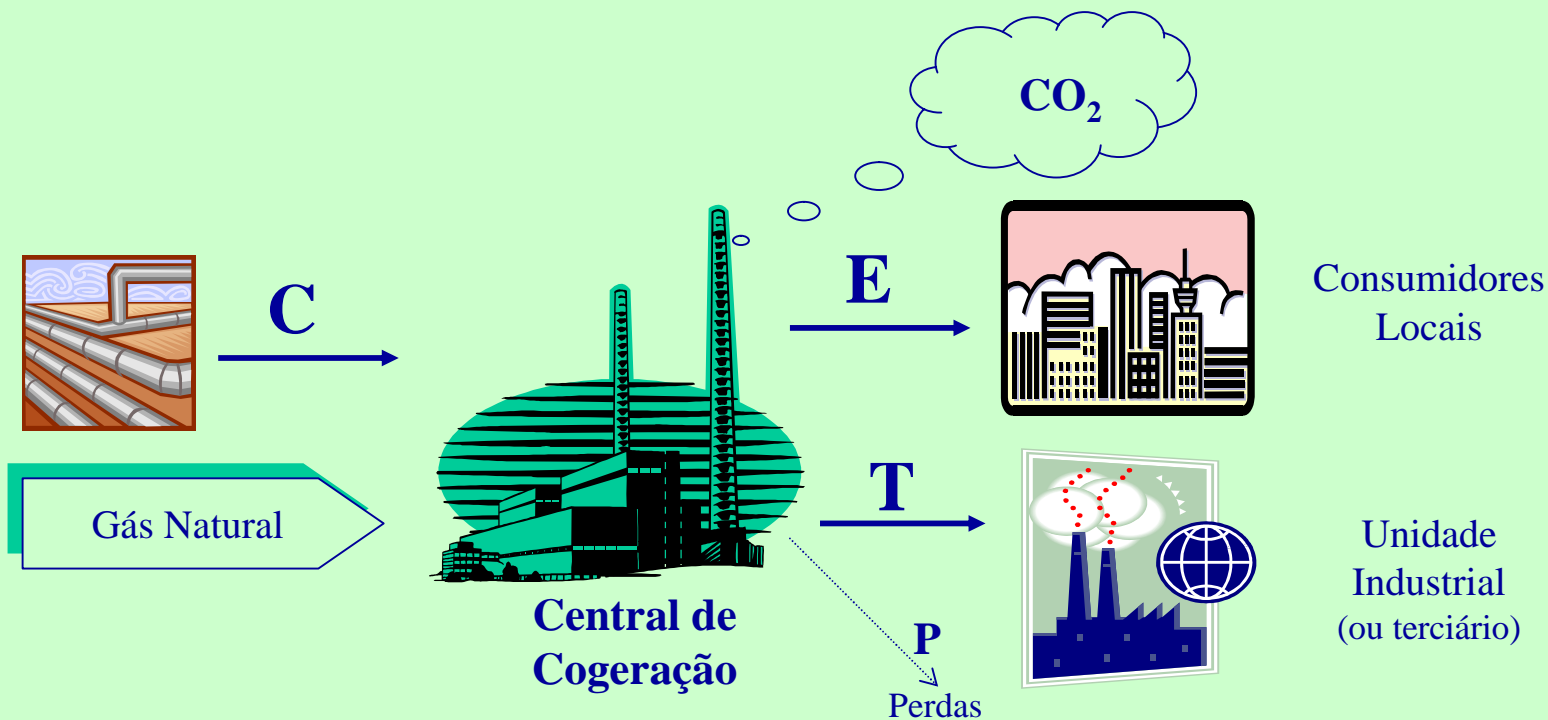 CO₂
C
E
Consumidores
Locais
Gás Natural
T
Unidade
Industrial
(ou terciário)
Central de
Cogeração
P
Perdas